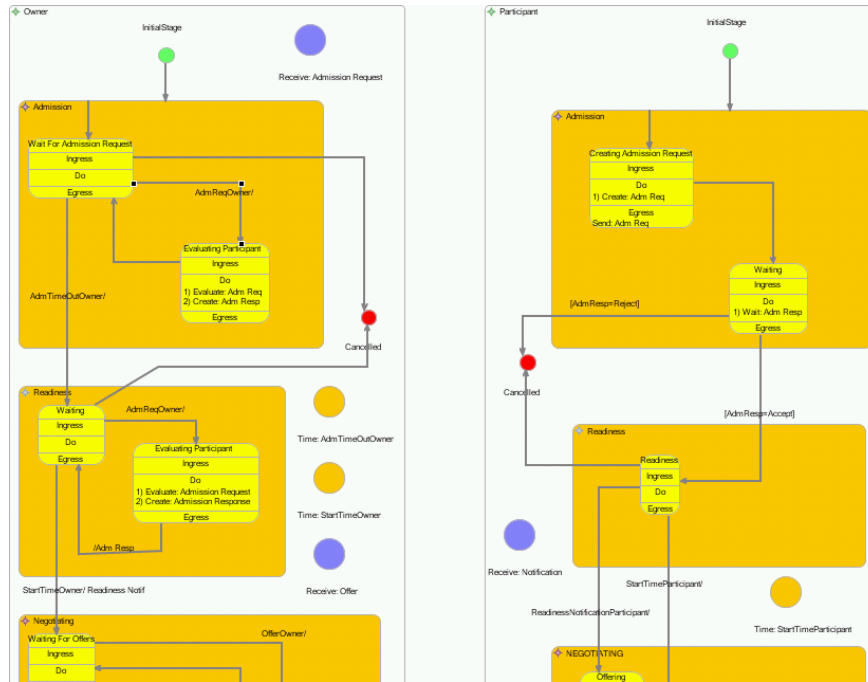 Owner
InitialStage
Receive: Admission Request
Admission
Wait For Admission Request
Ingress
Do
Egress
AdmReqOwner/
Evaluating Participant
Ingress
Do
1) Evaluate: Adm Req
2) Create: Adm Resp
Egress
AdmTimeOutOwner/
Cancelled
Readiness
Waiting
Ingress
Do
Egress
AdmReqOwner/
Evaluating Participant
Ingress
Do
1) Evaluate: Admission Request
2) Create: Admission Response
Egress
/Adm Resp
Time: AdmTimeOutOwner
Time: StartTimeOwner
Receive: Offer
StartTimeOwner/ Readiness Notif
Negotiating
Waiting For Offers
Ingress
Do
OfferOwner/
Participant
InitialStage
Admission
Creating Admission Request
Ingress
Do
1) Create: Adm Req
Egress
Send: Adm Req
Waiting
Ingress
Do
1) Wait: Adm Resp
Egress
[AdmResp=Reject]
Cancelled
[AdmResp=Accept]
Readiness
Readiness
Ingress
Do
Egress
Receive: Notification
StartTimeParticipant/
ReadinessNotificationParticipant/
Time: StartTimeParticipant
NEGOTIATING
Offering